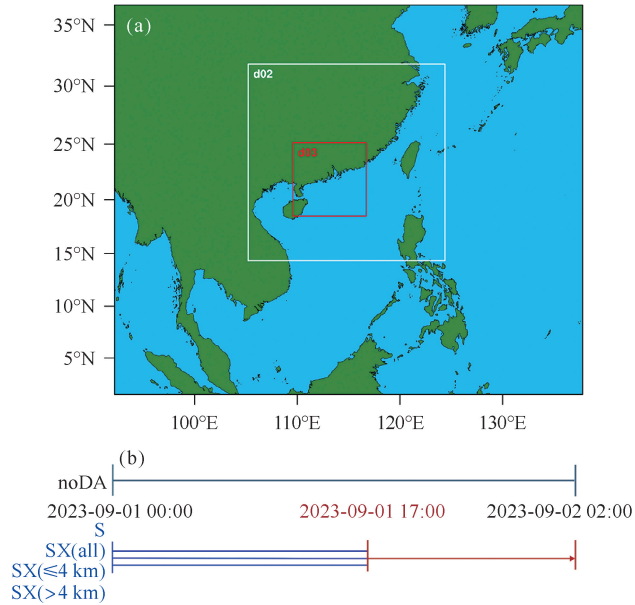 (a)
35°N
30°N
25°N
20°N
15°N
10°N
5°N
d02
d03
100°E 110°E 120°E 130°E
(b)
noDA
2023-09-01 00:00 2023-09-01 17:00 2023-09-02 02:00
S
SX(all)
SX(⩽4 km)
SX(>4 km)